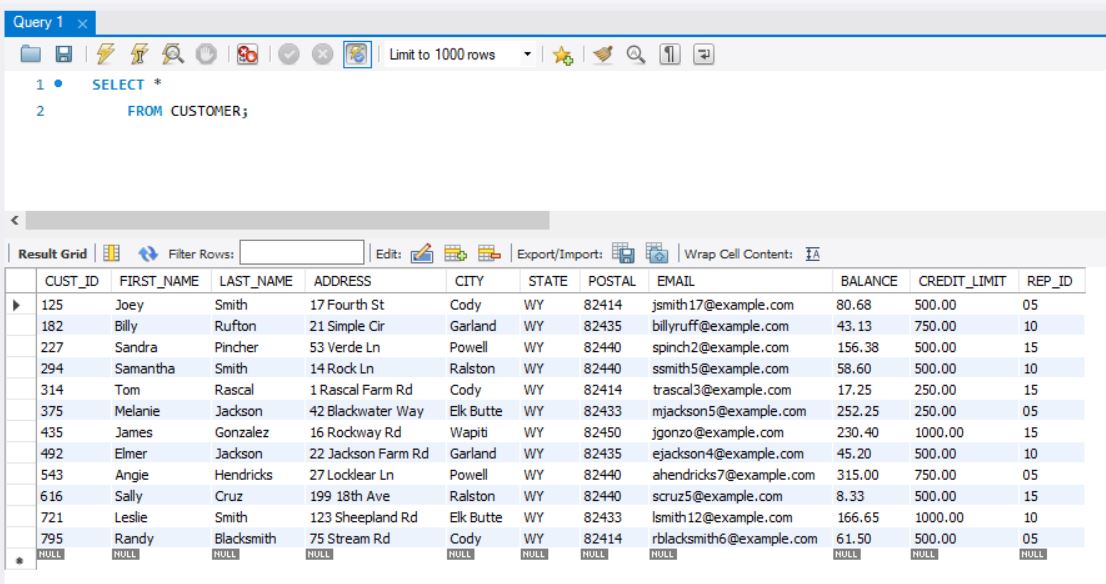 Query 1
Limit to 1000 rows
1 SELECT *
2 FROM CUSTOMER;
Result Grid Filter Rows: Edit: Export/Import: Wrap Cell Content:
CUST_ID FIRST_NAME LAST_NAME ADDRESS CITY STATE POSTAL EMAIL BALANCE CREDIT_LIMIT REP_ID
125 Joey Smith 17 Fourth St Cody WY 82414 jsmith17@example.com 80.68 500.00 05
182 Billy Rufton 21 Simple Cir Garland WY 82435 billyruff@example.com 43.13 750.00 10
227 Sandra Pincher 53 Verde Ln Powell WY 82440 spinch2@example.com 156.38 500.00 15
294 Samantha Smith 14 Rock Ln Ralston WY 82440 ssmith5@example.com 58.60 500.00 10
314 Tom Rascal 1 Rascal Farm Rd Cody WY 82414 trascal3@example.com 17.25 250.00 15
375 Melanie Jackson 42 Blackwater Way Elk Butte WY 82433 mjackson5@example.com 252.25 250.00 05
435 James Gonzalez 16 Rockway Rd Wapiti WY 82450 jgonzo@example.com 230.40 1000.00 15
492 Elmer Jackson 22 Jackson Farm Rd Garland WY 82435 ejackson4@example.com 45.20 500.00 10
543 Angie Hendricks 27 Locklear Ln Powell WY 82440 ahendricks7@example.com 315.00 750.00 05
616 Sally Cruz 199 18th Ave Ralston WY 82440 scruz5@example.com 8.33 500.00 15
721 Leslie Smith 123 Sheepland Rd Elk Butte WY 82433 lsmith12@example.com 166.65 1000.00 10
795 Randy Blacksmith 75 Stream Rd Cody WY 82414 rblacksmith6@example.com 61.50 500.00 05
NULL NULL NULL NULL NULL NULL NULL NULL NULL NULL NULL